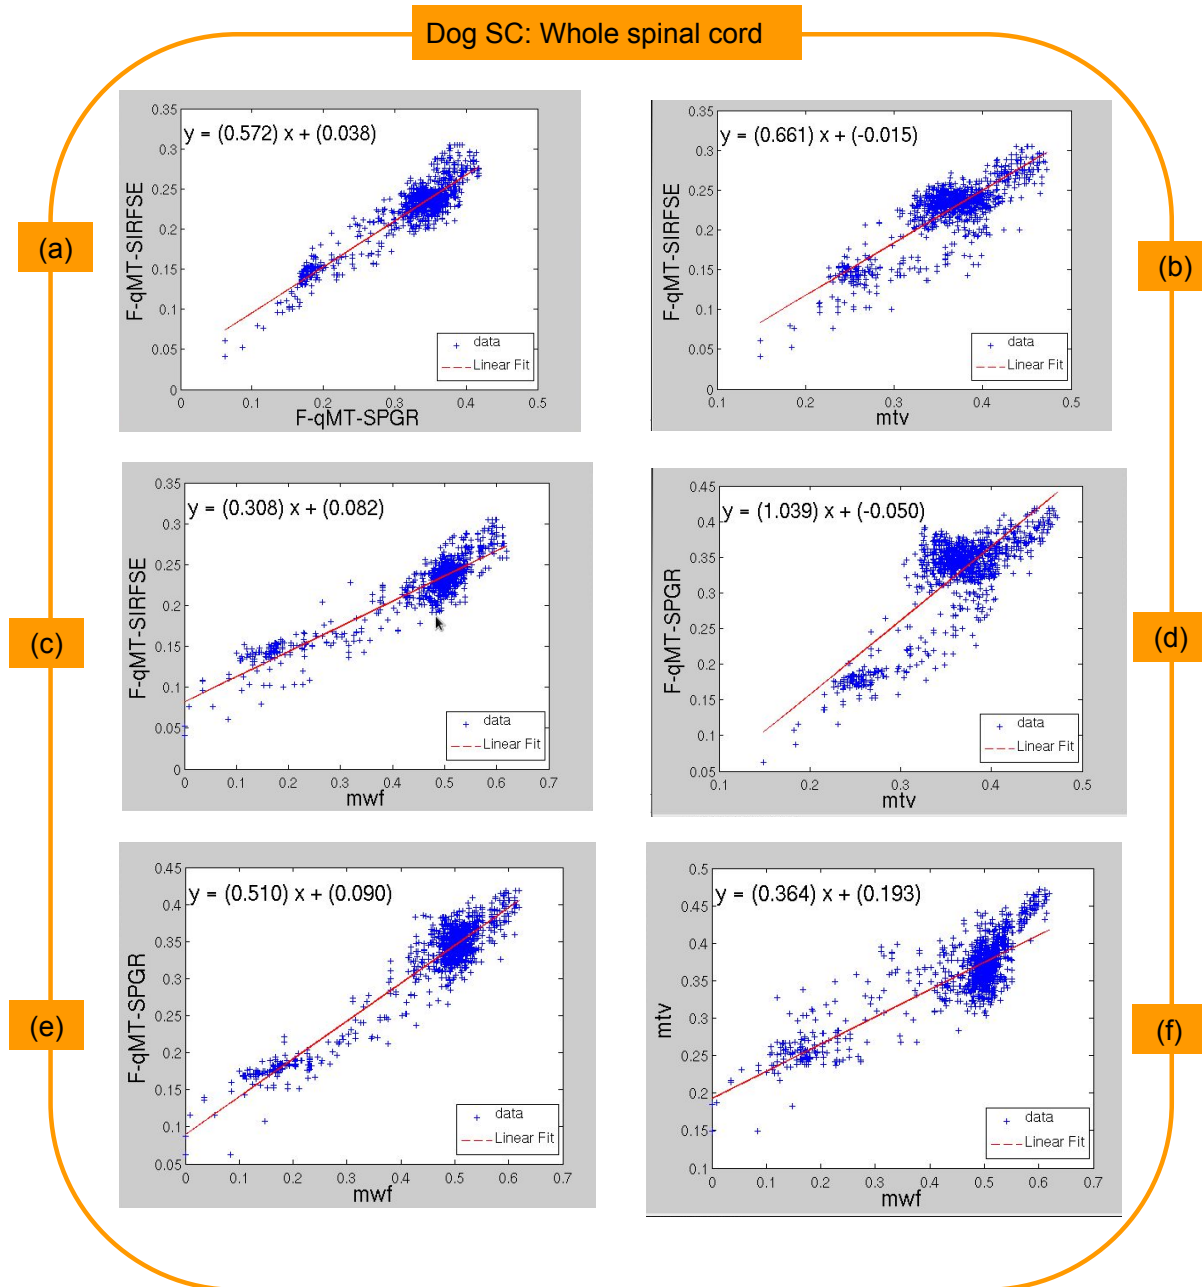 Dog SC: Whole spinal cord
(a)
y = (0.572) x + (0.038)
F-qMT-SIRFSE
0.35
0.3
0.25
0.2
0.15
0.1
0.05
0
0 0.1 0.2 0.3 0.4 0.5
F-qMT-SPGR
data
Linear Fit
(b)
y = (0.661) x + (-0.015)
F-qMT-SIRFSE
0.35
0.3
0.25
0.2
0.15
0.1
0.05
0
0.1 0.2 0.3 0.4 0.5
mtv
data
Linear Fit
(c)
y = (0.308) x + (0.082)
F-qMT-SIRFSE
0.35
0.3
0.25
0.2
0.15
0.1
0.05
0
0 0.1 0.2 0.3 0.4 0.5 0.6 0.7
mwf
data
Linear Fit
(d)
y = (1.039) x + (-0.050)
F-qMT-SPGR
0.45
0.4
0.35
0.3
0.25
0.2
0.15
0.1
0.05
0.2 0.3 0.4 0.5
mtv
data
Linear Fit
(e)
y = (0.510) x + (0.090)
F-qMT-SPGR
0.45
0.4
0.35
0.3
0.25
0.2
0.15
0.1
0.05
0 0.1 0.2 0.3 0.4 0.5 0.6 0.7
mwf
data
Linear Fit
(f)
y = (0.364) x + (0.193)
mtv
0.5
0.45
0.4
0.35
0.3
0.25
0.2
0.15
0.1
0 0.1 0.2 0.3 0.4 0.5 0.6 0.7
mwf
data
Linear Fit